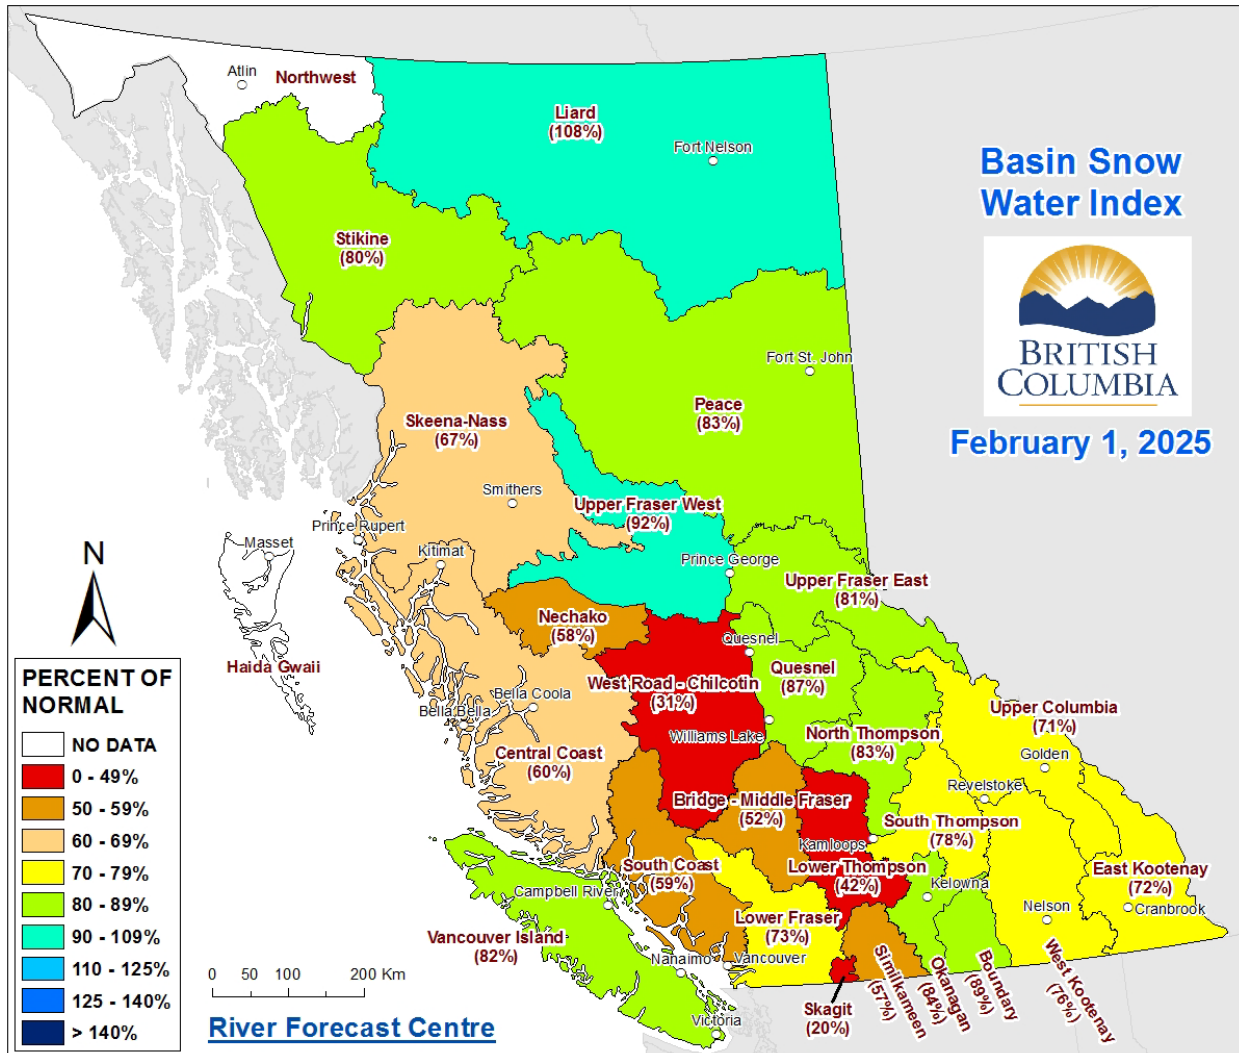 Atlin
Northwest
Liard
(108%)
Fort Nelson
Basin Snow
Water Index
BRITISH
COLUMBIA
February 1, 2025
Stikine
(80%)
Fort St. John
Peace
(83%)
Skeena-Nass
(67%)
Smithers
Upper Fraser West
(92%)
Prince Rupert
Masset
Kitimat
Prince George
Upper Fraser East
(81%)
N
Nechako
(58%)
Quesnel
Haida Gwaii
Quesnel
(87%)
West Road - Chilcotin
(31%)
Bella Coola
Bella Bella
Williams Lake
Upper Columbia
(71%)
North Thompson
(83%)
Golden
Central Coast
(60%)
Revelstoke
Bridge - Middle Fraser
(52%)
South Thompson
(78%)
Kamloops
South Coast
(59%)
Lower Thompson
(42%)
Kelowna
East Kootenay
(72%)
Cranbrook
Campbell River
Nelson
Lower Fraser
(73%)
Vancouver Island
(82%)
Nanaimo
Vancouver
Skagit
(20%)
Similkameen
(57%)
Okanagan
(84%)
Boundary
(89%)
West Kootenay
(76%)
Victoria
PERCENT OF
NORMAL
NO DATA
0 - 49%
50 - 59%
60 - 69%
70 - 79%
80 - 89%
90 - 109%
110 - 125%
125 - 140%
> 140%
0 50 100 200 Km
River Forecast Centre